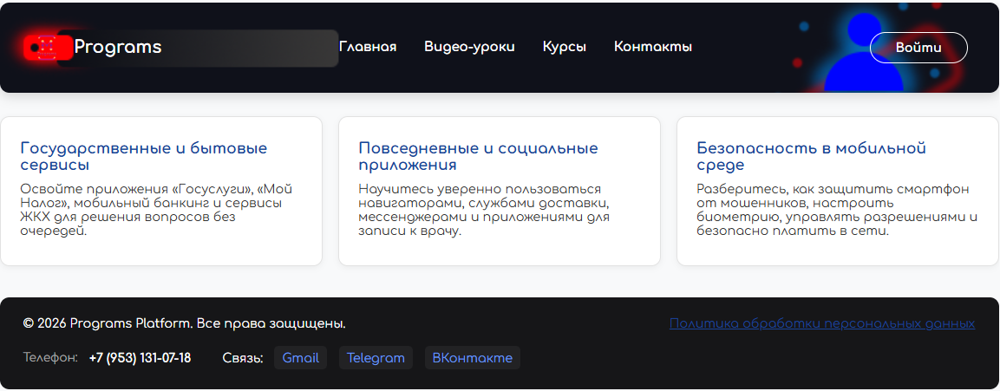 Programs
Главная Видео-уроки Курсы Контакты
Войти
Государственные и бытовые
сервисы
Освойте приложения «Госуслуги», «Мой
Налог», мобильный банкинг и сервисы
ЖКХ для решения вопросов без
очередей.
Повседневные и социальные
приложения
Научитесь уверенно пользоваться
навигаторами, службами доставки,
мессенджерами и приложениями для
записи к врачу.
Безопасность в мобильной
среде
Разберитесь, как защитить смартфон
от мошенников, настроить
биометрию, управлять разрешениями и
безопасно платить в сети.
© 2026 Programs Platform. Все права защищены.
Политика обработки персональных данных
Телефон: +7 (953) 131-07-18 Связь: Gmail Telegram ВКонтакте